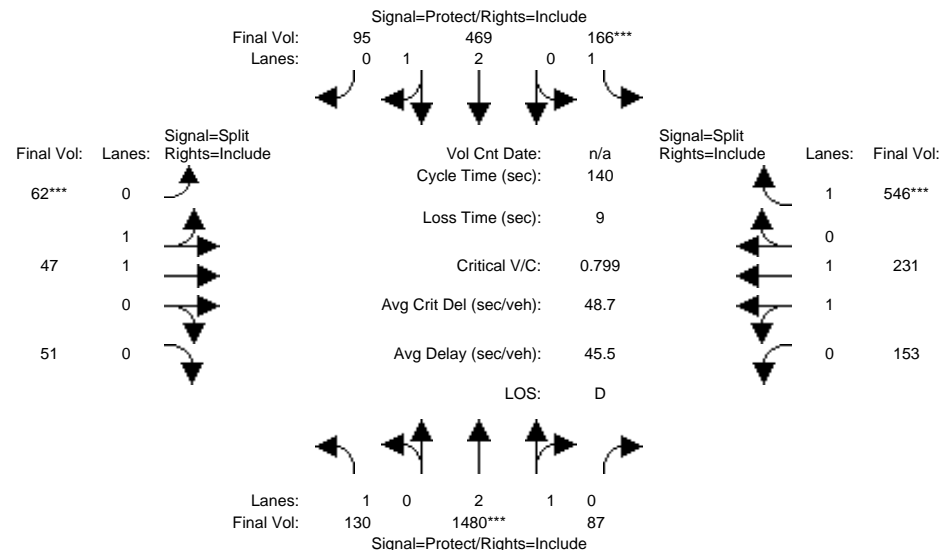 Signal=Protect/Rights=Include
Final Vol: 95 469 166***
Lanes: 0 1 2 0 1
Signal=Split Signal=Split
Final Vol: Lanes: Rights=Include Vol Cnt Date: n/a Rights=Include Lanes: Final Vol:
Cycle Time (sec): 140
62*** 0 1 546***
Loss Time (sec): 9
1 0
47 1 Critical V/C: 0.799 1 231
0 Avg Crit Del (sec/veh): 48.7 1
51 0 Avg Delay (sec/veh): 45.5 0 153
LOS: D
Lanes: 1 0 2 1 0
Final Vol: 130 1480*** 87
Signal=Protect/Rights=Include